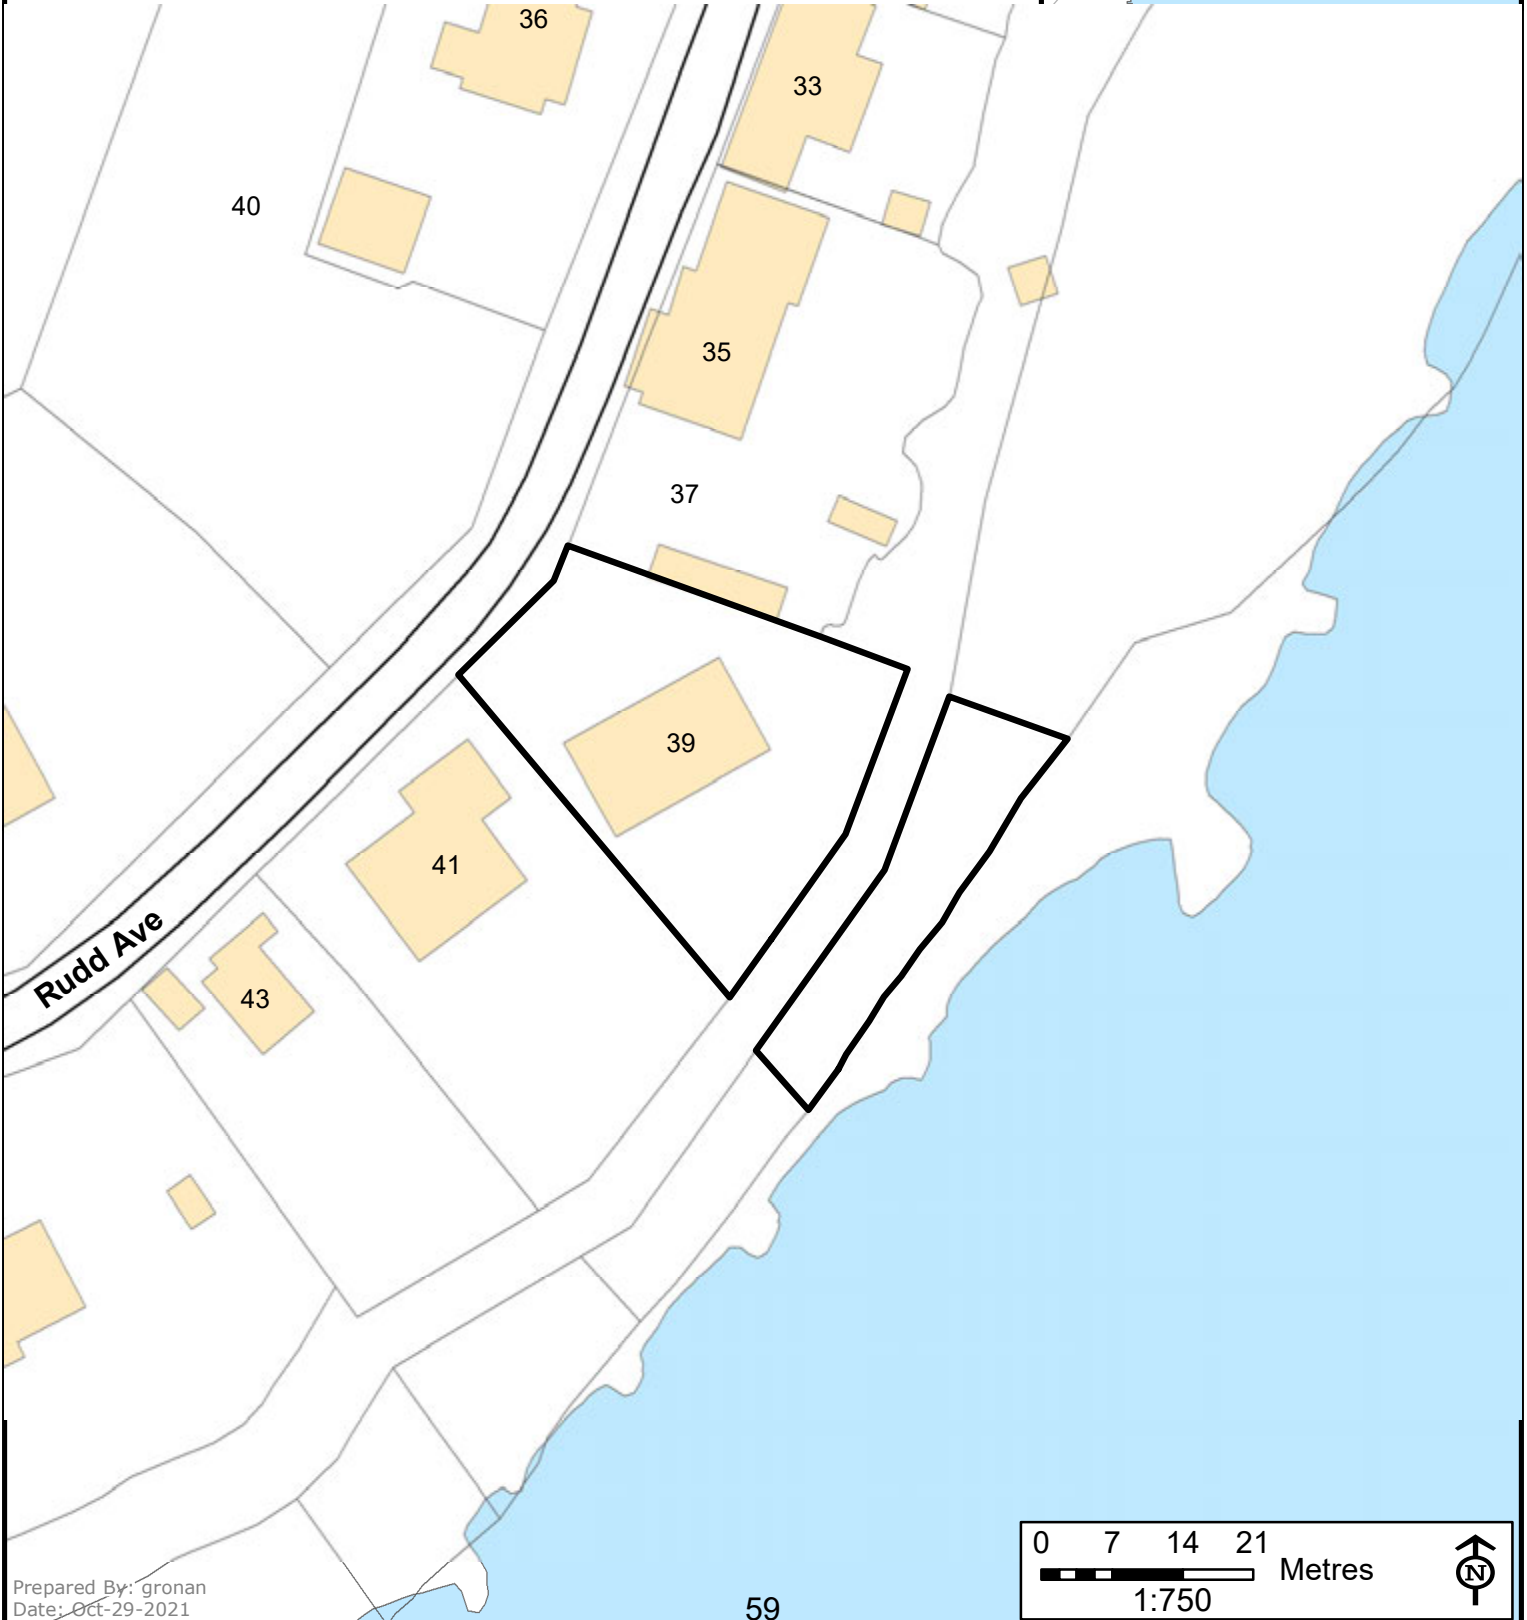 36
33
40
35
37
39
41
Rudd Ave
43
0 7 14 21
Metres
N
1:750
Prepared By: gronan
Date: Oct-29-2021
59